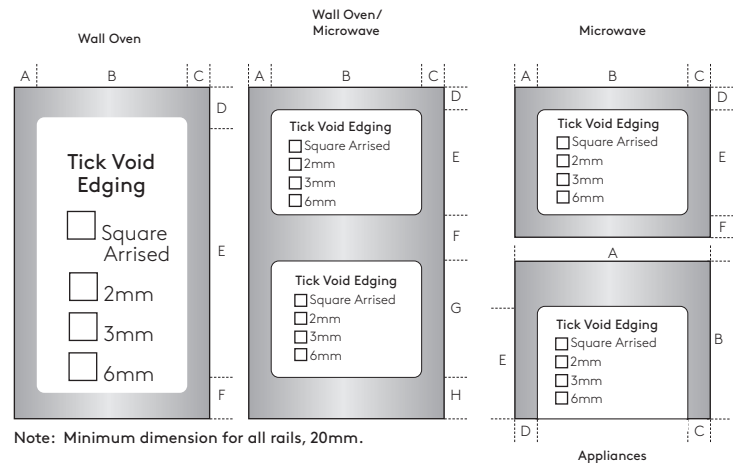 Wall Oven
A B C
D
Tick Void
Edging
Square
Arrised
2mm
3mm
6mm
E
F
Wall Oven/
Microwave
A B C
D
Tick Void Edging
Square Arrised
2mm
3mm
6mm
E
F
Tick Void Edging
Square Arrised
2mm
3mm
6mm
G
H
Microwave
A B C
D
Tick Void Edging
Square Arrised
2mm
3mm
6mm
E
F
A
B
Tick Void Edging
Square Arrised
2mm
3mm
6mm
E
D C
Appliances
Note: Minimum dimension for all rails, 20mm.